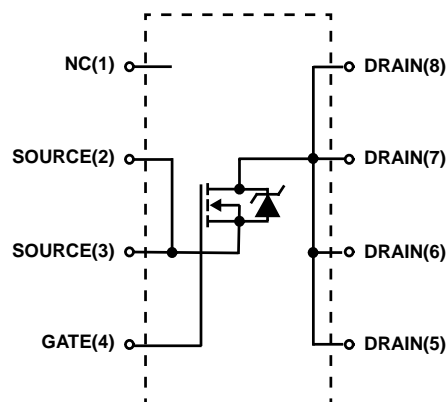 NC(1)
DRAIN(8)
SOURCE(2)
DRAIN(7)
SOURCE(3)
DRAIN(6)
GATE(4)
DRAIN(5)